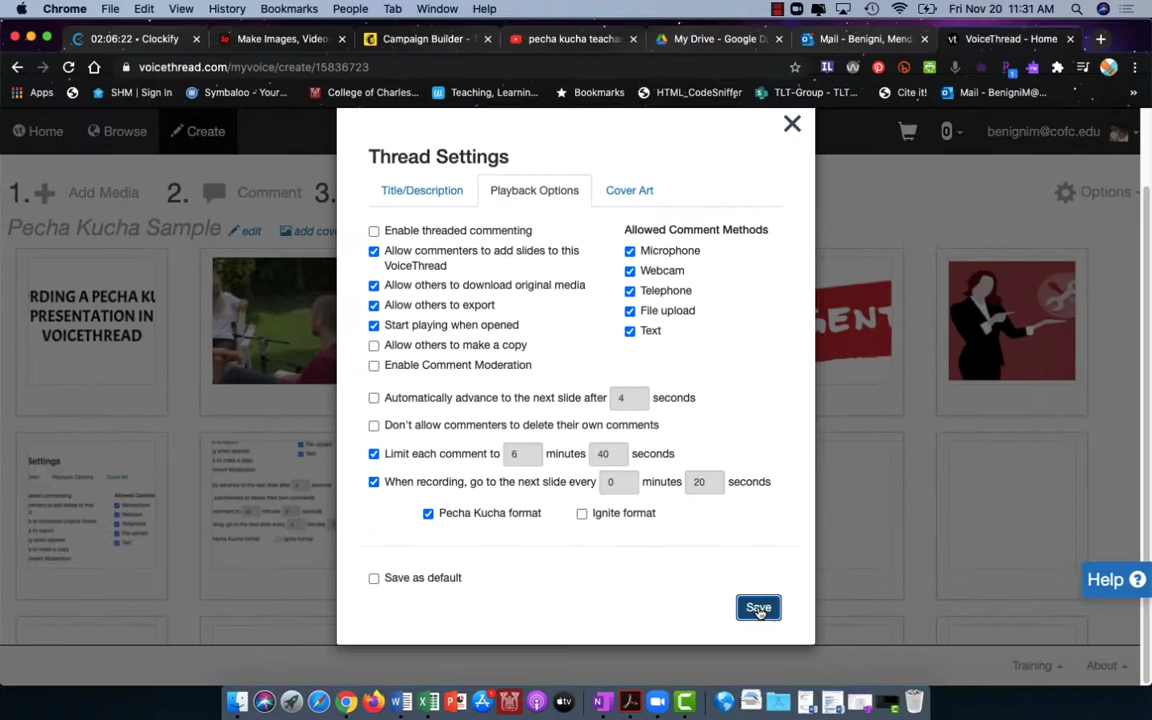 Chrome File Edit View History Bookmarks People Tab Window Help Fri Nov 20 11:31 AM
02:06:22 – Clockify Make Images, Video Campaign Builder - pecha kucha teacha My Drive - Google D Mail - Benigni, Mend VoiceThread - Home
voicethread.com/myvoice/create/15836723
Apps SHM | Sign In Symbaloo - Your... College of Charles... Teaching, Learning... Bookmarks HTML_CodeSniffer TLT-Group - TLT... Cite it! Mail - BenigniM@...
Home Browse Create 0 benignim@cofc.edu
1. Add Media 2. Comment 3. Options
Pecha Kucha Sample edit add cov
RDING A PECHA KU
PRESENTATION IN
VOICETHREAD
GENT
Thread Settings
Title/Description Playback Options Cover Art
Enable threaded commenting
Allow commenters to add slides to this
VoiceThread
Allow others to download original media
Allow others to export
Start playing when opened
Allow others to make a copy
Enable Comment Moderation
Allowed Comment Methods
Microphone
Webcam
Telephone
File upload
Text
Automatically advance to the next slide after 4 seconds
Don't allow commenters to delete their own comments
Limit each comment to 6 minutes 40 seconds
When recording, go to the next slide every 0 minutes 20 seconds
Pecha Kucha format Ignite format
Save as default
Save
Help
Training About